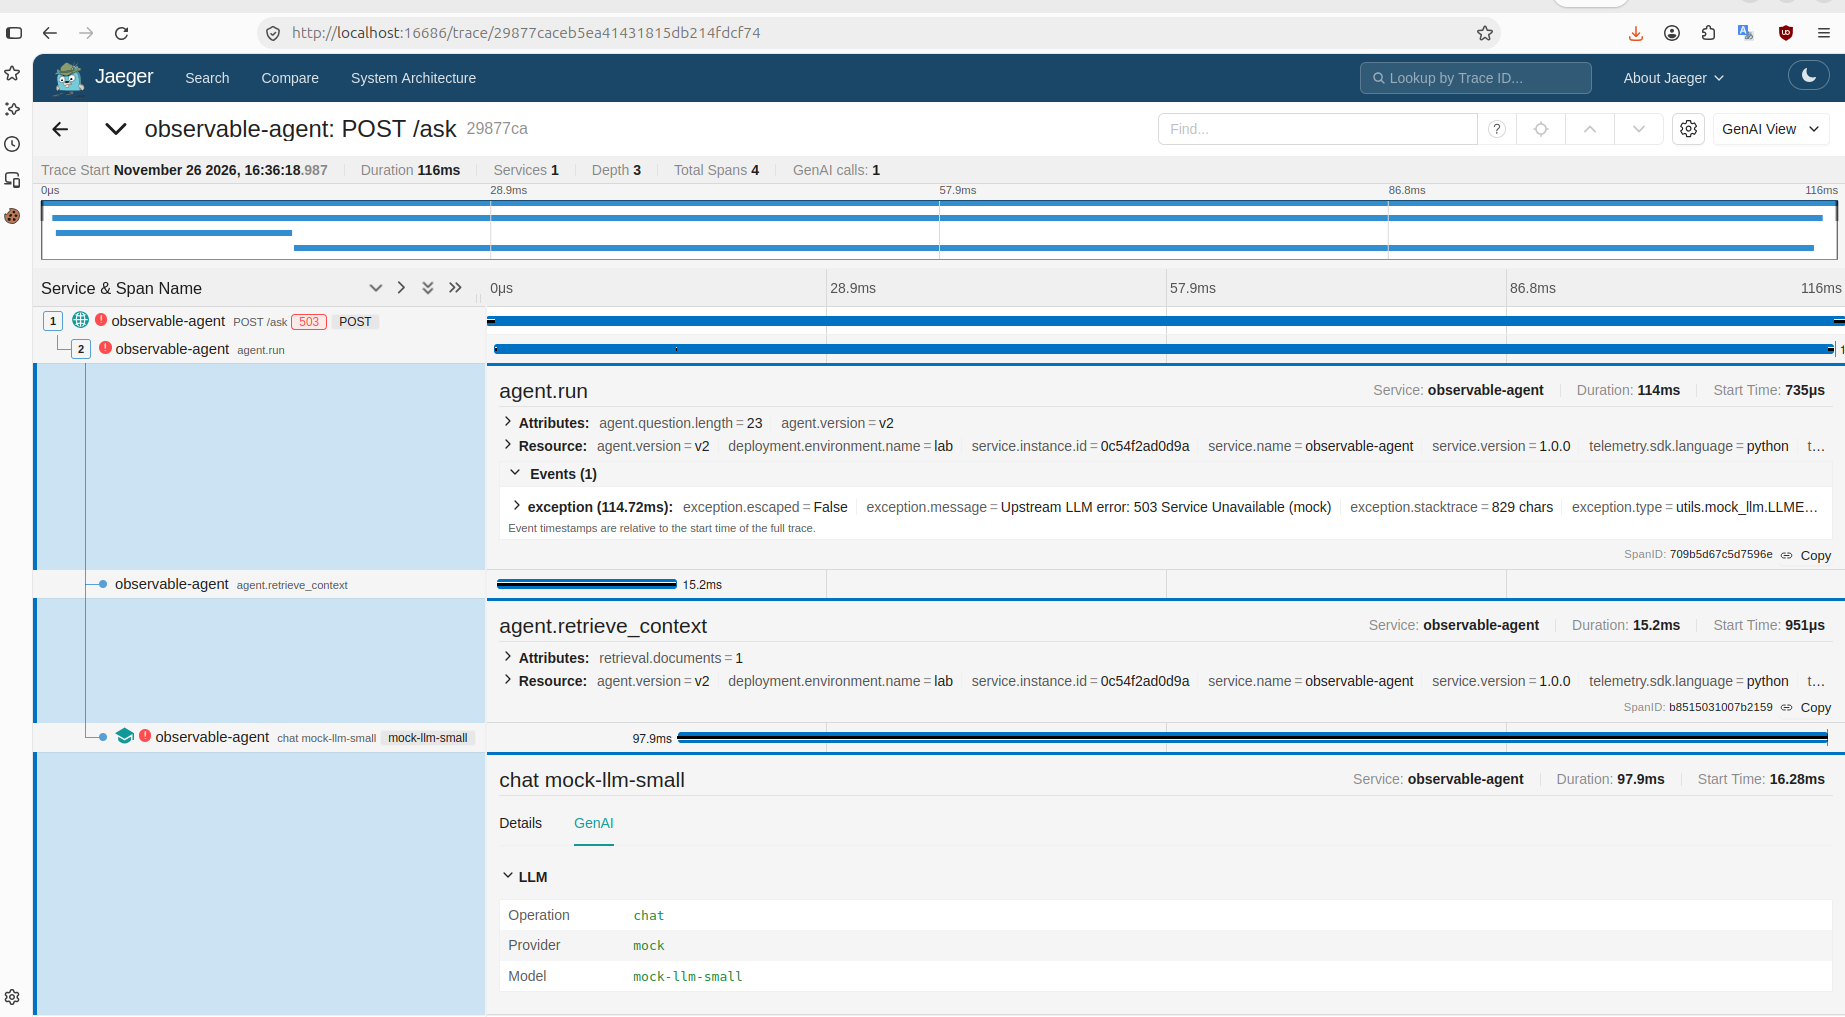 http://localhost:16686/trace/29877caceb5ea41431815db214fdcf74
Jaeger Search Compare System Architecture Lookup by Trace ID... About Jaeger
observable-agent: POST /ask 29877ca Find... ? GenAI View
Trace Start November 26 2026, 16:36:18.987 Duration 116ms Services 1 Depth 3 Total Spans 4 GenAI calls: 1
0μs 28.9ms 57.9ms 86.8ms 116ms
Service & Span Name 0μs 28.9ms 57.9ms 86.8ms 116ms
1 observable-agent POST /ask 503 POST
2 observable-agent agent.run 1
agent.run Service: observable-agent Duration: 114ms Start Time: 735μs
Attributes: agent.question.length = 23 agent.version = v2
Resource: agent.version = v2 deployment.environment.name = lab service.instance.id = 0c54f2ad0d9a service.name = observable-agent service.version = 1.0.0 telemetry.sdk.language = python t...
Events (1)
exception (114.72ms): exception.escaped = False exception.message = Upstream LLM error: 503 Service Unavailable (mock) exception.stacktrace = 829 chars exception.type = utils.mock_llm.LLME...
Event timestamps are relative to the start time of the full trace.
SpanID: 709b5d67c5d7596e Copy
observable-agent agent.retrieve_context 15.2ms
agent.retrieve_context Service: observable-agent Duration: 15.2ms Start Time: 951μs
Attributes: retrieval.documents = 1
Resource: agent.version = v2 deployment.environment.name = lab service.instance.id = 0c54f2ad0d9a service.name = observable-agent service.version = 1.0.0 telemetry.sdk.language = python t...
SpanID: b8515031007b2159 Copy
observable-agent chat mock-llm-small mock-llm-small 97.9ms
chat mock-llm-small Service: observable-agent Duration: 97.9ms Start Time: 16.28ms
Details GenAI
LLM
Operation chat
Provider mock
Model mock-llm-small